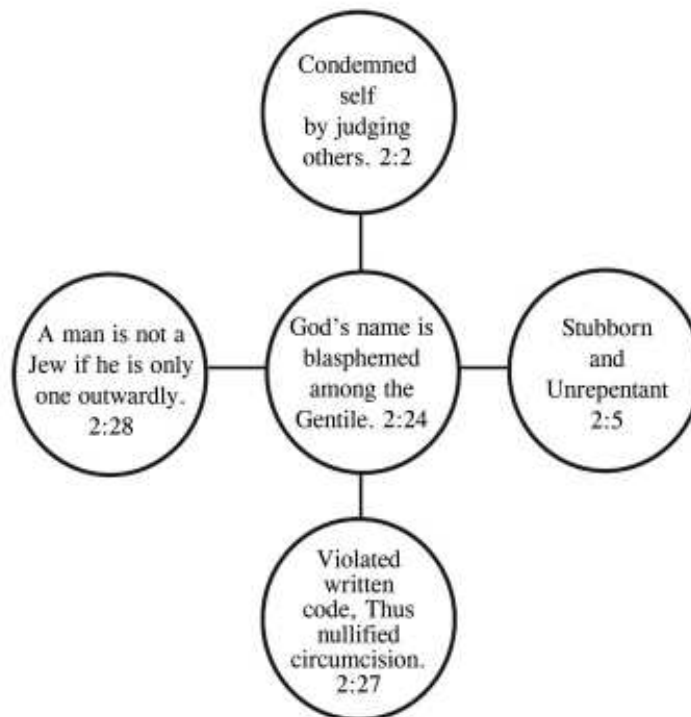 Condemned
self
by judging
others. 2:2
A man is not a
Jew if he is only
one outwardly.
2:28
God's name is
blasphemed
among the
Gentile. 2:24
Stubborn
and
Unrepentant
2:5
Violated
written
code, Thus
nullified
circumcision.
2:27